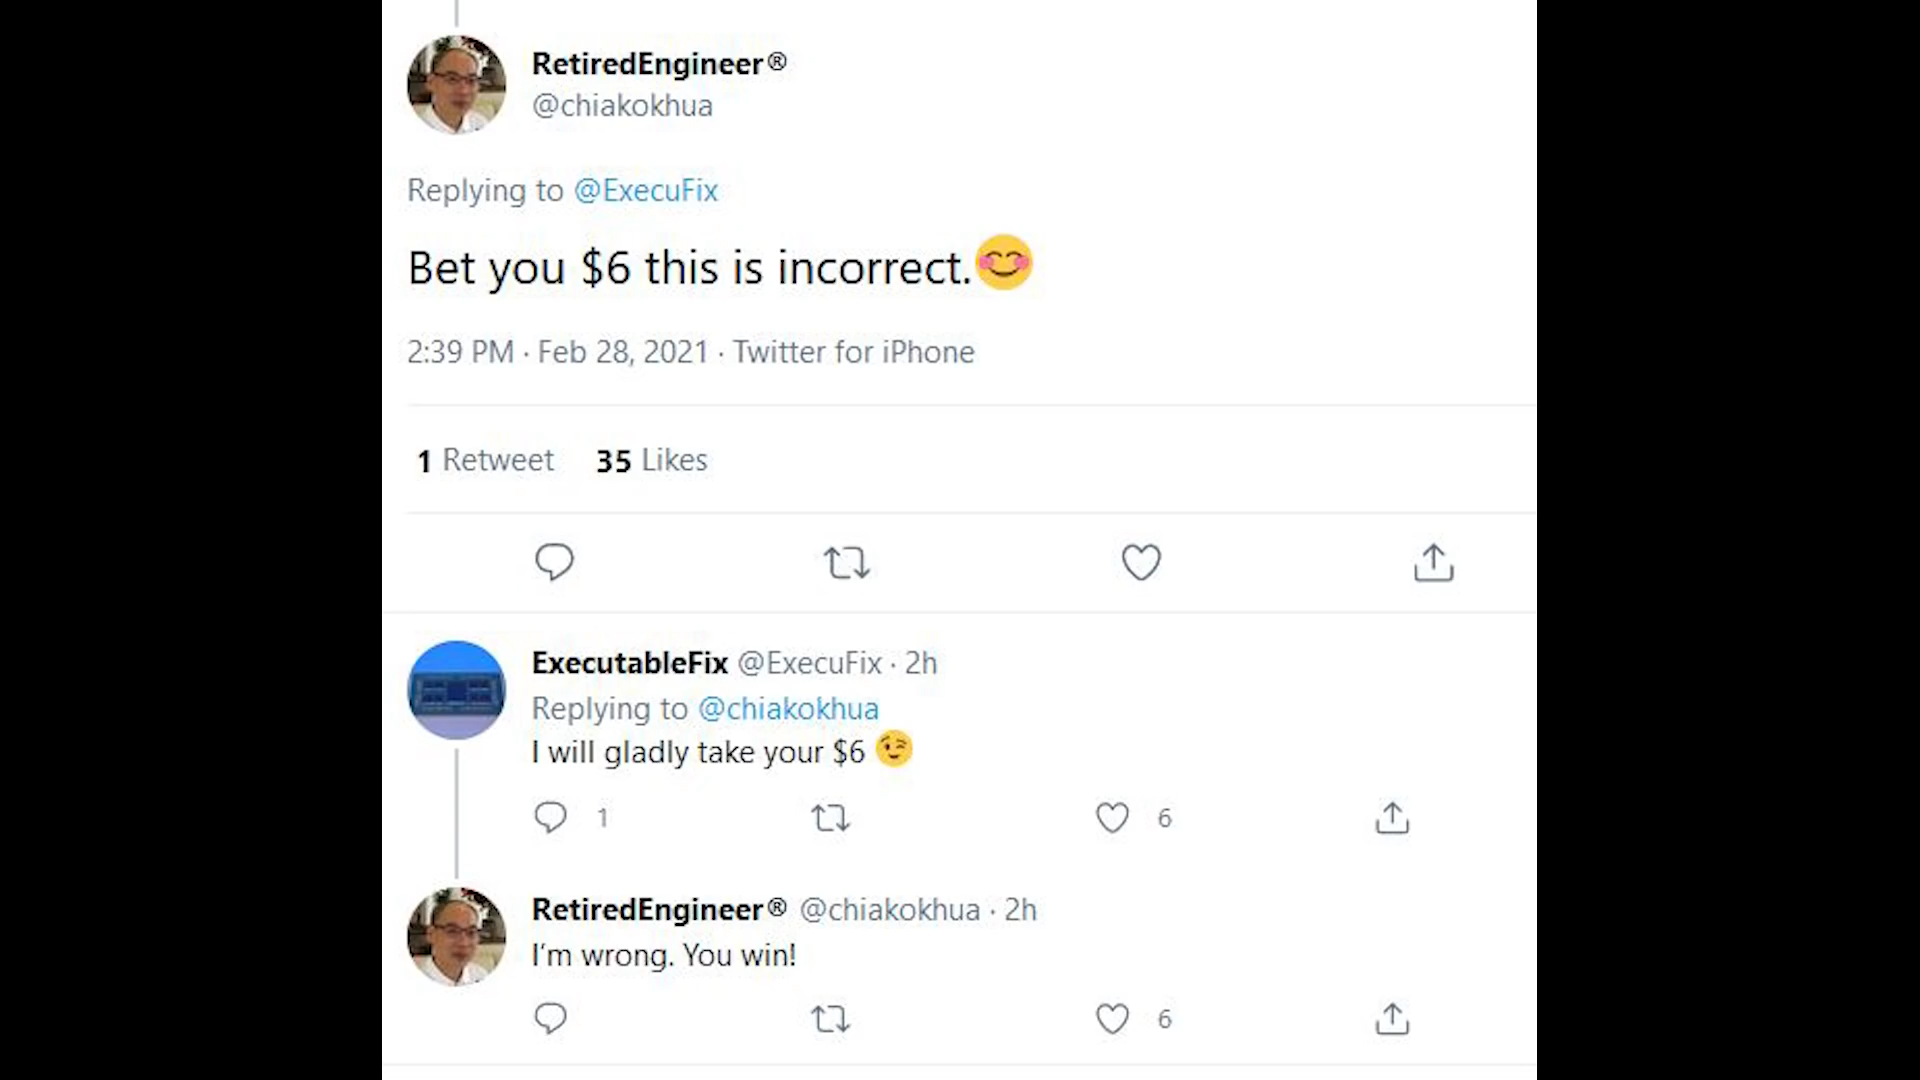 RetiredEngineer®
@chiakokhua
Replying to @ExecuFix
Bet you $6 this is incorrect.😊
2:39 PM · Feb 28, 2021 · Twitter for iPhone
1 Retweet 35 Likes
ExecutableFix @ExecuFix · 2h
Replying to @chiakokhua
I will gladly take your $6 😉
1 6
RetiredEngineer® @chiakokhua · 2h
I'm wrong. You win!
6